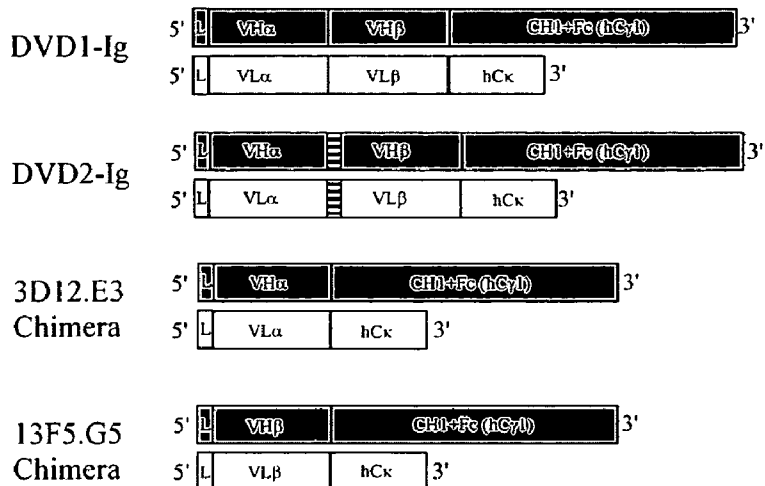 DVD1-Ig
5' L VHα VHβ CH1+Fc (hCγ1) 3'
5' L VLα VLβ hCκ 3'
DVD2-Ig
5' L VHα VHβ CH1+Fc (hCγ1) 3'
5' L VLα VLβ hCκ 3'
3D12.E3
Chimera
5' L VHα CH1+Fc (hCγ1) 3'
5' L VLα hCκ 3'
13F5.G5
Chimera
5' L VHβ CH1+Fc (hCγ1) 3'
5' L VLβ hCκ 3'